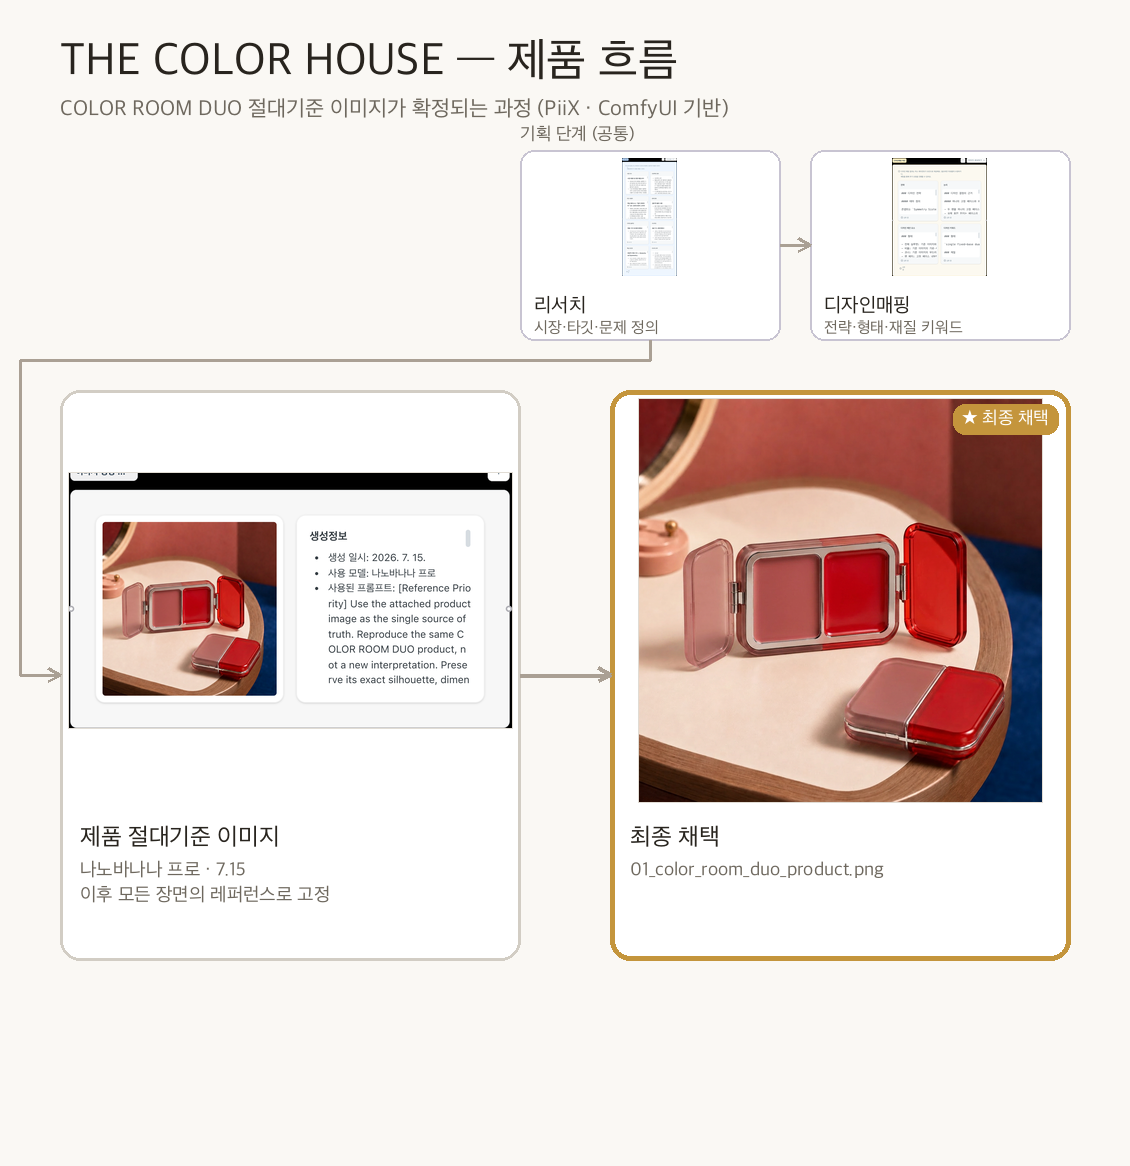 THE COLOR HOUSE — 제품 흐름
COLOR ROOM DUO 절대기준 이미지가 확정되는 과정 (PiiX · ComfyUI 기반)
기획 단계 (공통)
리서치
시장·타깃·문제 정의
디자인매핑
전략·형태·재질 키워드
생성정보
• 생성 일시: 2026. 7. 15.
• 사용 모델: 나노바나나 프로
• 사용된 프롬프트: [Reference Prio
rity] Use the attached product
image as the single source of
truth. Reproduce the same C
OLOR ROOM DUO product, n
ot a new interpretation. Prese
rve its exact silhouette, dimen
제품 절대기준 이미지
나노바나나 프로 · 7.15
이후 모든 장면의 레퍼런스로 고정
★ 최종 채택
최종 채택
01_color_room_duo_product.png